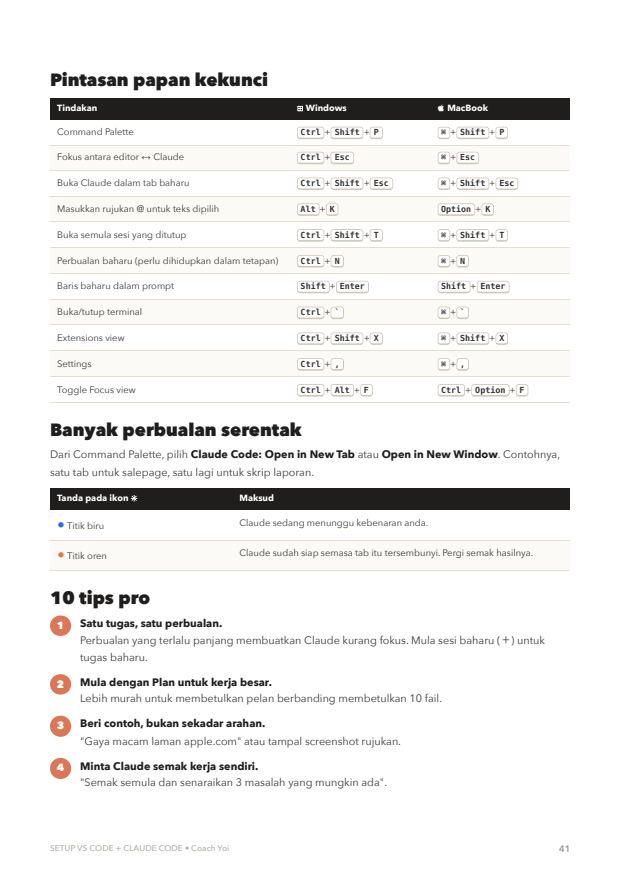 Pintasan papan kekunci
Tindakan ⊞ Windows  MacBook
Command Palette Ctrl + Shift + P ⌘ + Shift + P
Fokus antara editor ↔ Claude Ctrl + Esc ⌘ + Esc
Buka Claude dalam tab baharu Ctrl + Shift + Esc ⌘ + Shift + Esc
Masukkan rujukan @ untuk teks dipilih Alt + K Option + K
Buka semula sesi yang ditutup Ctrl + Shift + T ⌘ + Shift + T
Perbualan baharu (perlu dihidupkan dalam tetapan) Ctrl + N ⌘ + N
Baris baharu dalam prompt Shift + Enter Shift + Enter
Buka/tutup terminal Ctrl + ` ⌘ + `
Extensions view Ctrl + Shift + X ⌘ + Shift + X
Settings Ctrl + , ⌘ + ,
Toggle Focus view Ctrl + Alt + F Ctrl + Option + F
Banyak perbualan serentak
Dari Command Palette, pilih Claude Code: Open in New Tab atau Open in New Window. Contohnya,
satu tab untuk salepage, satu lagi untuk skrip laporan.
Tanda pada ikon ✳ Maksud
● Titik biru Claude sedang menunggu kebenaran anda.
● Titik oren Claude sudah siap semasa tab itu tersembunyi. Pergi semak hasilnya.
10 tips pro
1 Satu tugas, satu perbualan.
Perbualan yang terlalu panjang membuatkan Claude kurang fokus. Mula sesi baharu ( + ) untuk
tugas baharu.
2 Mula dengan Plan untuk kerja besar.
Lebih murah untuk membetulkan pelan berbanding membetulkan 10 fail.
3 Beri contoh, bukan sekadar arahan.
"Gaya macam laman apple.com" atau tampal screenshot rujukan.
4 Minta Claude semak kerja sendiri.
"Semak semula dan senaraikan 3 masalah yang mungkin ada".
SETUP VS CODE + CLAUDE CODE • Coach Yoi 41